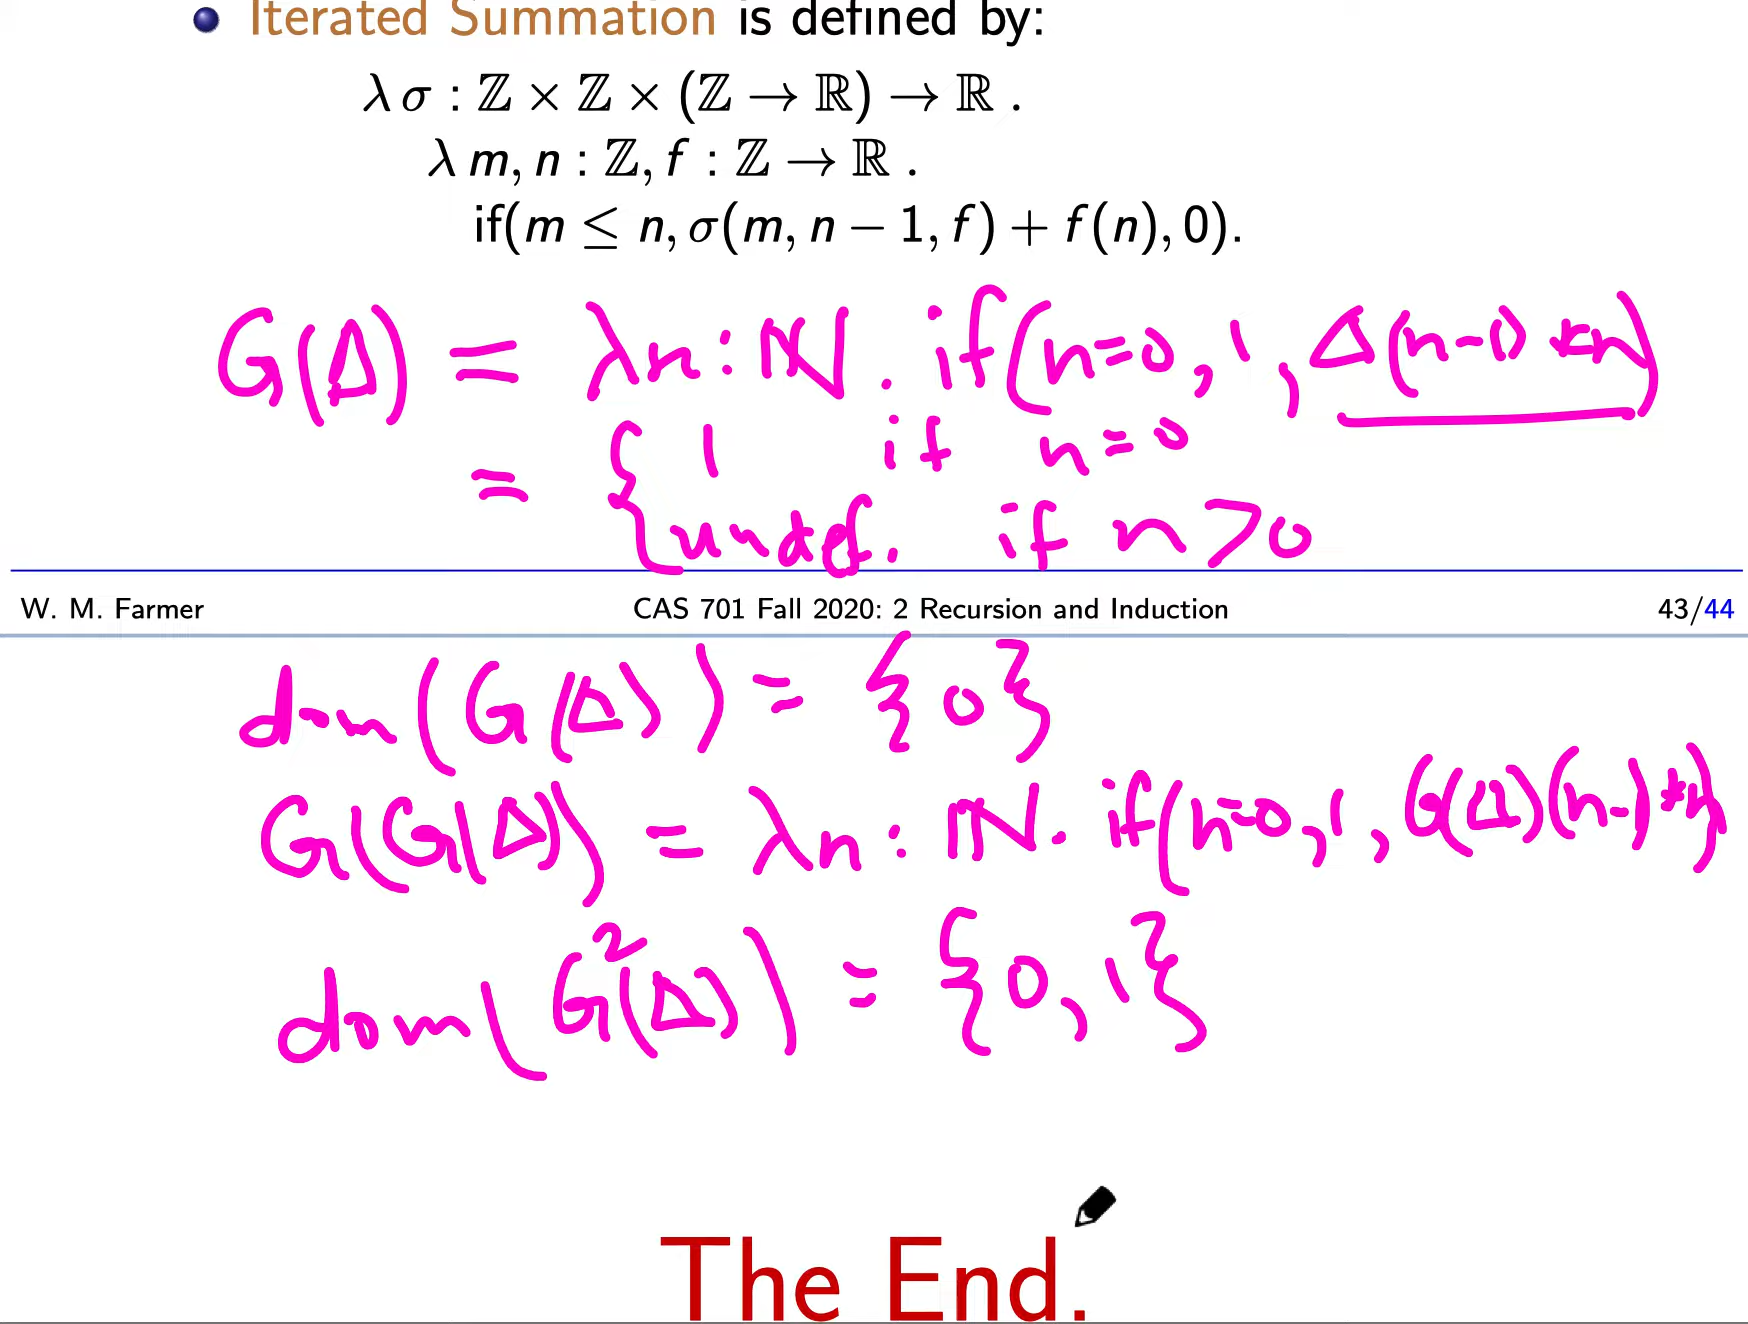 Iterated Summation is defined by:
λ σ : ℤ × ℤ × (ℤ → ℝ) → ℝ .
λ m, n : ℤ, f : ℤ → ℝ .
if(m ≤ n, σ(m, n − 1, f) + f(n), 0).
G(Δ) = λn:ℕ. if(n=0, 1, Δ(n-1)*n)
= { 1 if n=0
undef. if n>0
W. M. Farmer CAS 701 Fall 2020: 2 Recursion and Induction 43/44
dom(G(Δ)) = {0}
G(G(Δ)) = λn: ℕ. if(n=0, 1, G(Δ)(n-1)*n)
dom(G²(Δ)) = {0, 1}
The End.